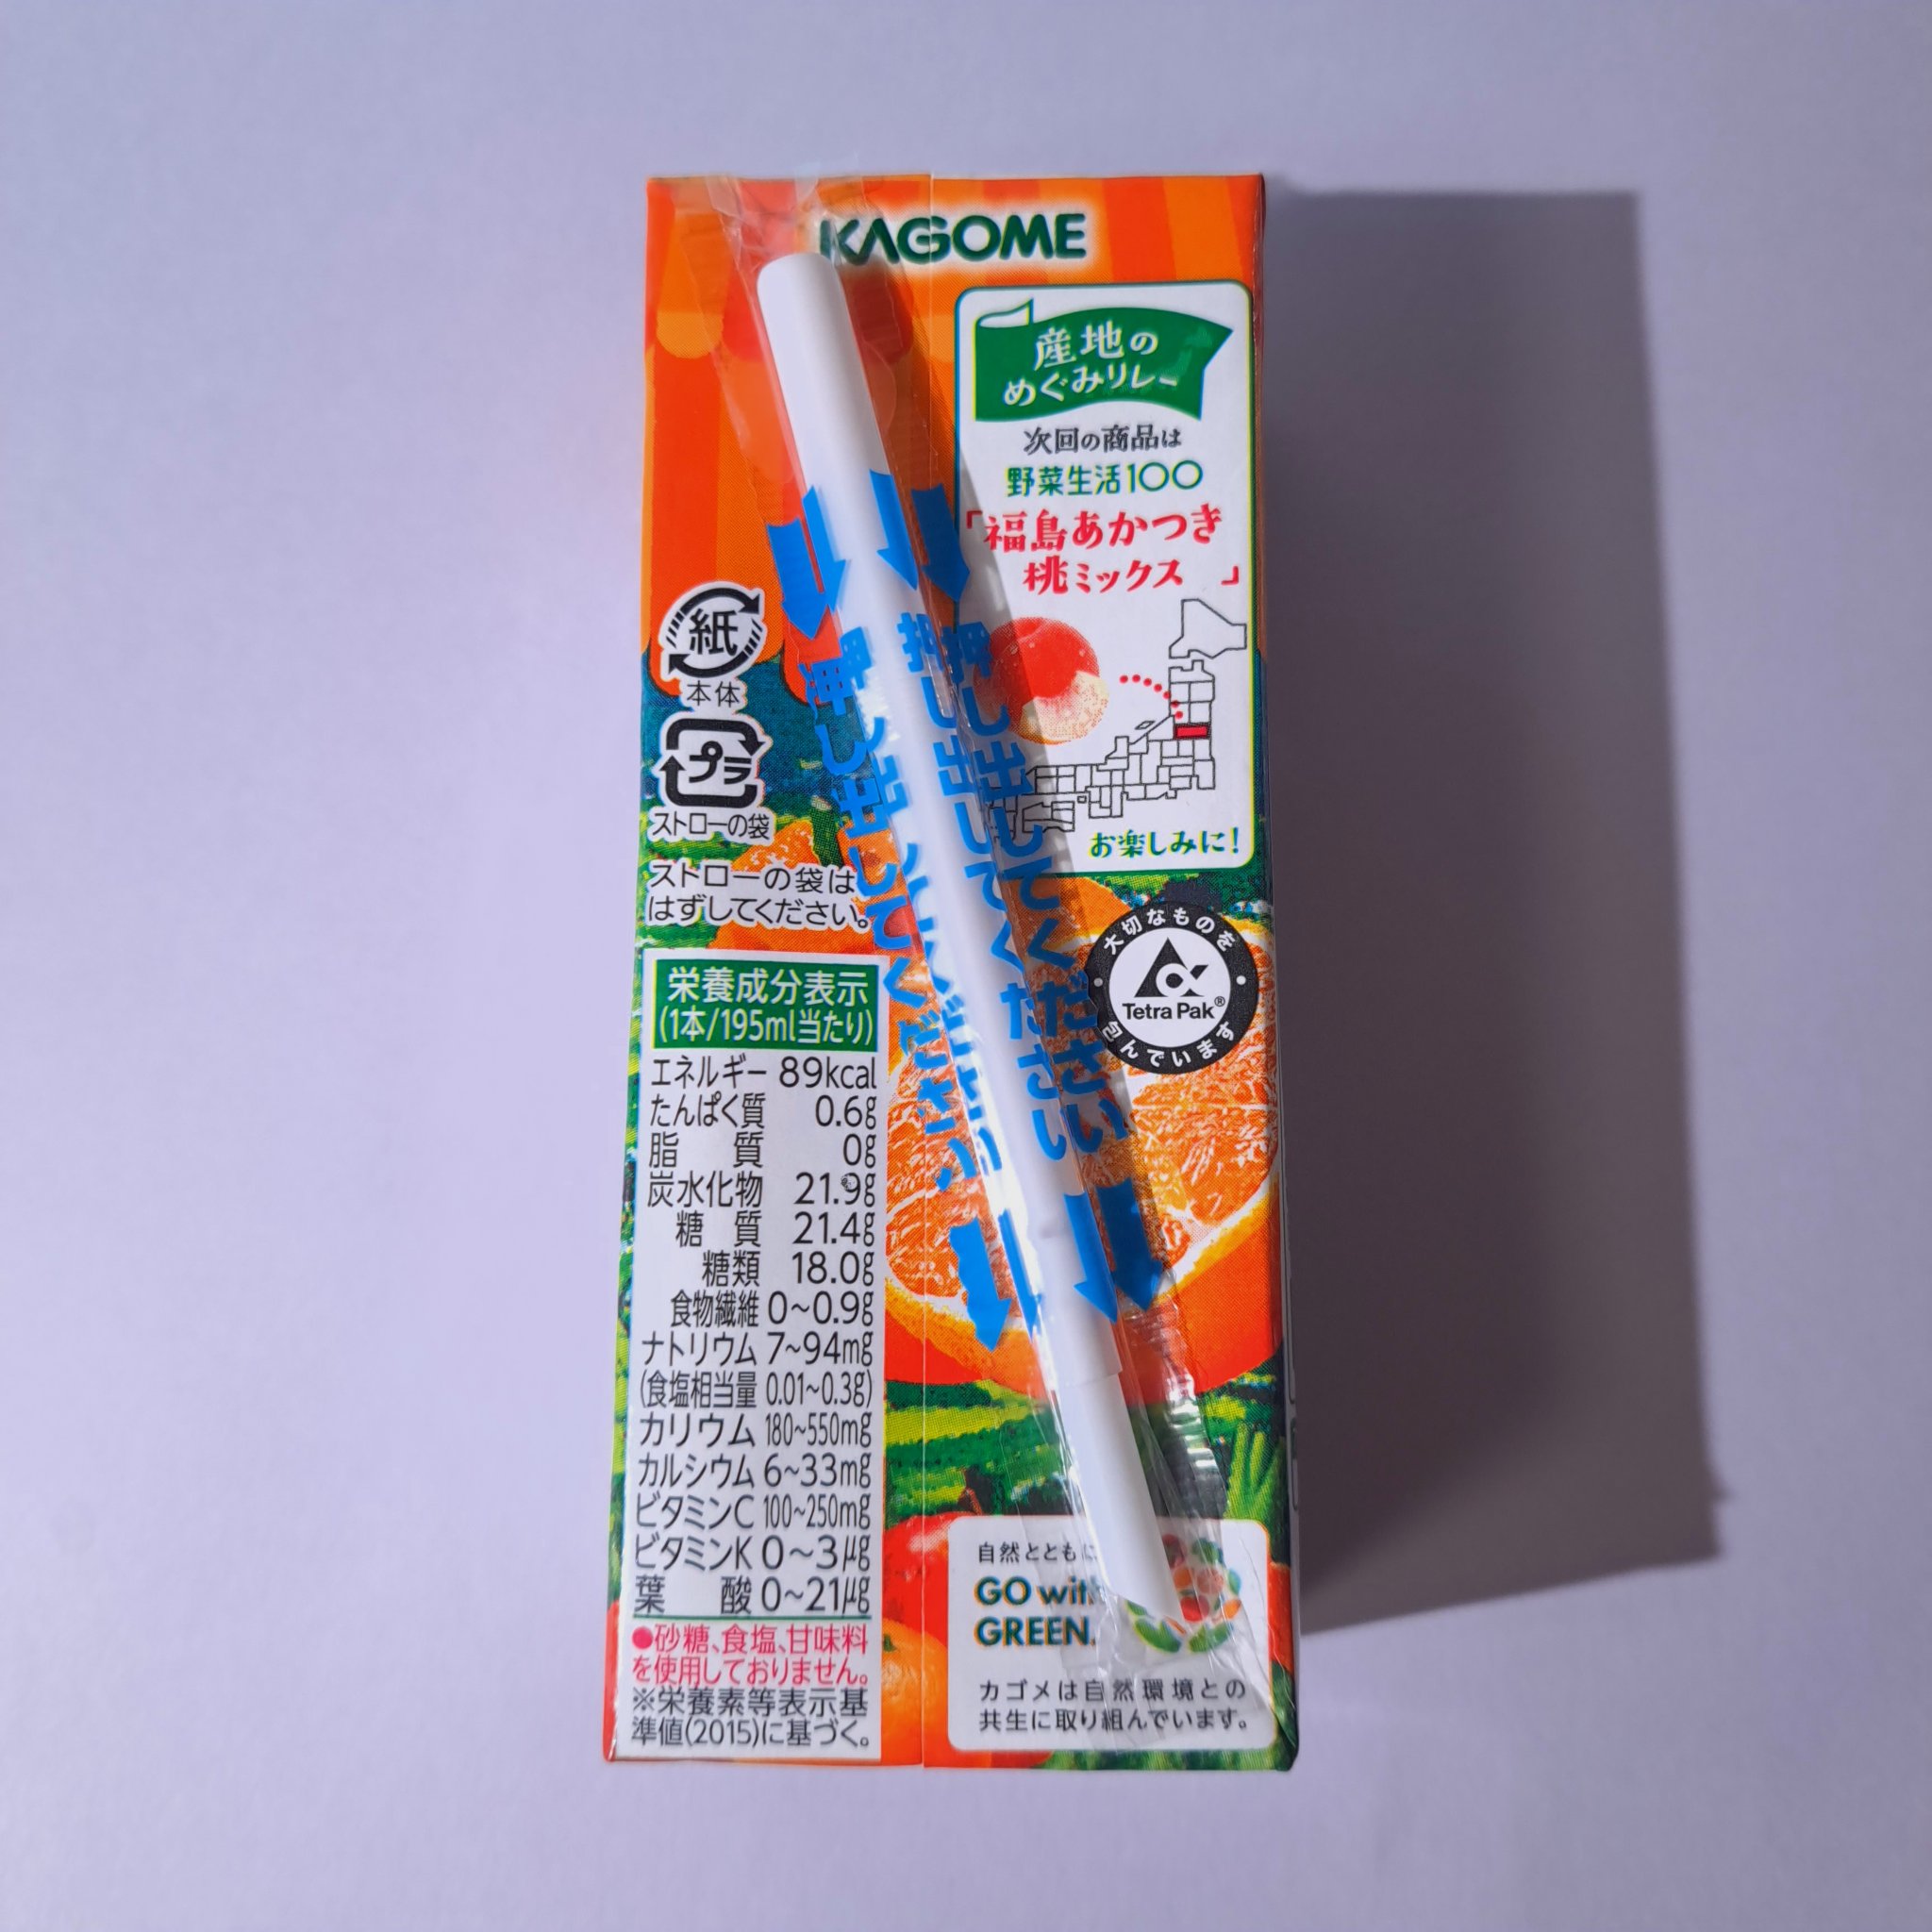 KAGOME
産地の
めぐみリレー
次回の商品は
野菜生活100
「福島あかつき
桃ミックス」
お楽しみに!
紙
本体
プラ
ストローの袋
ストローの袋は
はずしてください。
押し出してください
押し出してください
押し出してください
大切なものを
Tetra Pak®
包んでいます
栄養成分表示
(1本/195ml当たり)
エネルギー 89kcal
たんぱく質 0.6g
脂質 0g
炭水化物 21.9g
糖質 21.4g
糖類 18.0g
食物繊維 0~0.9g
ナトリウム 7~94mg
(食塩相当量 0.01~0.3g)
カリウム 180~550mg
カルシウム 6~33mg
ビタミンC 100~250mg
ビタミンK 0~3μg
葉酸 0~21μg
●砂糖、食塩、甘味料
を使用しておりません。
※栄養素等表示基
準値(2015)に基づく。
自然とともに
GO with
GREEN.
カゴメは自然環境との
共生に取り組んでいます。